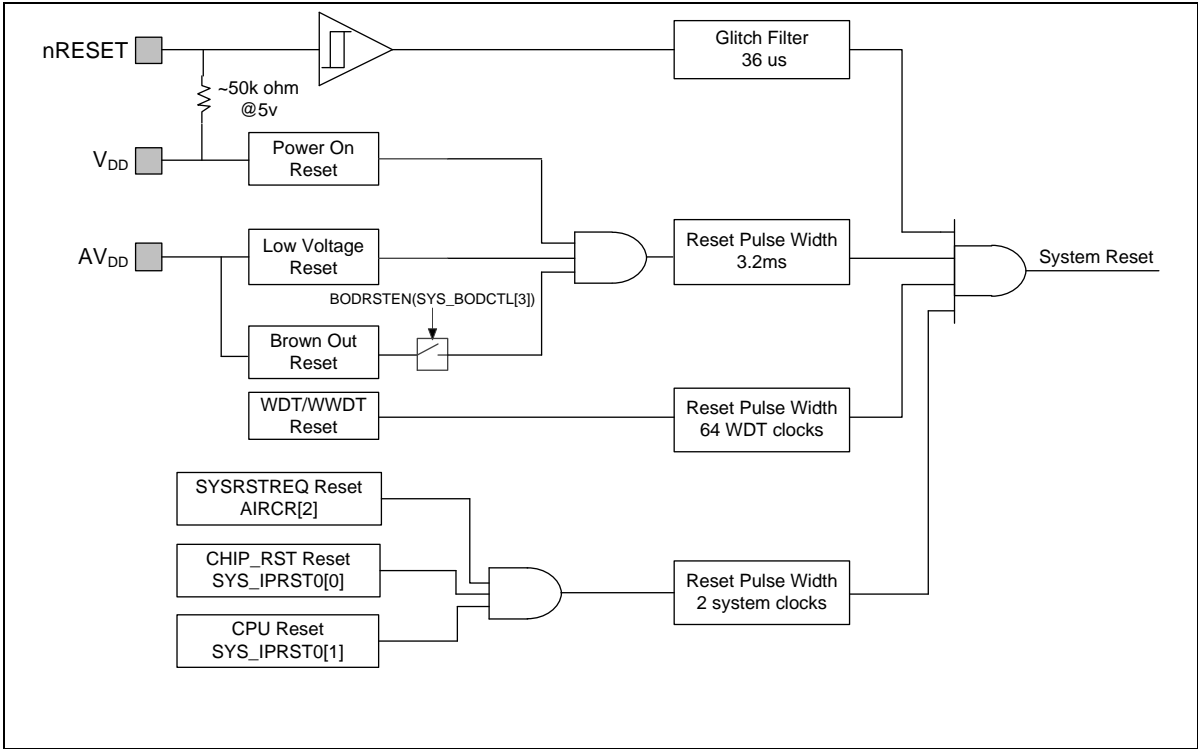 nRESET
Glitch Filter
36 us
~50k ohm
@5v
VDD
Power On
Reset
AVDD
Low Voltage
Reset
Reset Pulse Width
3.2ms
System Reset
BODRSTEN(SYS_BODCTL[3])
Brown Out
Reset
WDT/WWDT
Reset
Reset Pulse Width
64 WDT clocks
SYSRSTREQ Reset
AIRCR[2]
CHIP_RST Reset
SYS_IPRST0[0]
Reset Pulse Width
2 system clocks
CPU Reset
SYS_IPRST0[1]